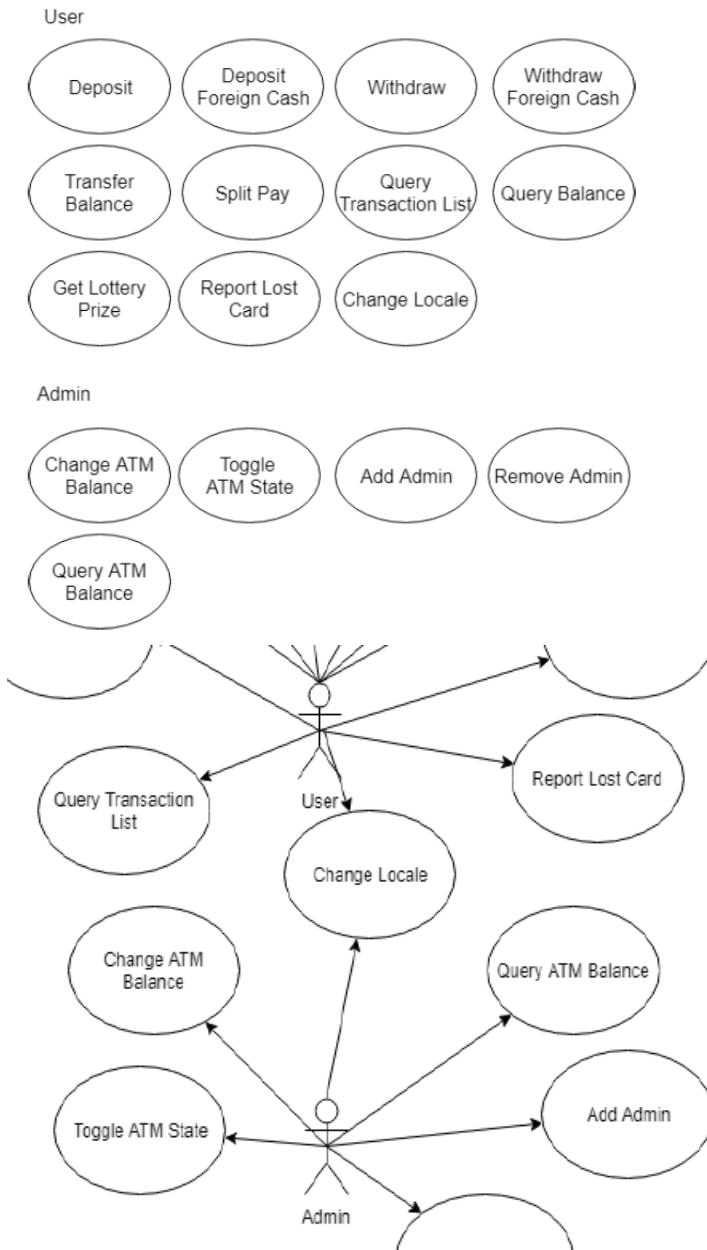 User
Deposit
Deposit
Foreign Cash
Withdraw
Withdraw
Foreign Cash
Transfer
Balance
Split Pay
Query
Transaction List
Query Balance
Get Lottery
Prize
Report Lost
Card
Change Locale
Admin
Change ATM
Balance
Toggle
ATM State
Add Admin
Remove Admin
Query ATM
Balance
Query Transaction
List
User
Report Lost Card
Change Locale
Change ATM
Balance
Query ATM Balance
Toggle ATM State
Add Admin
Admin